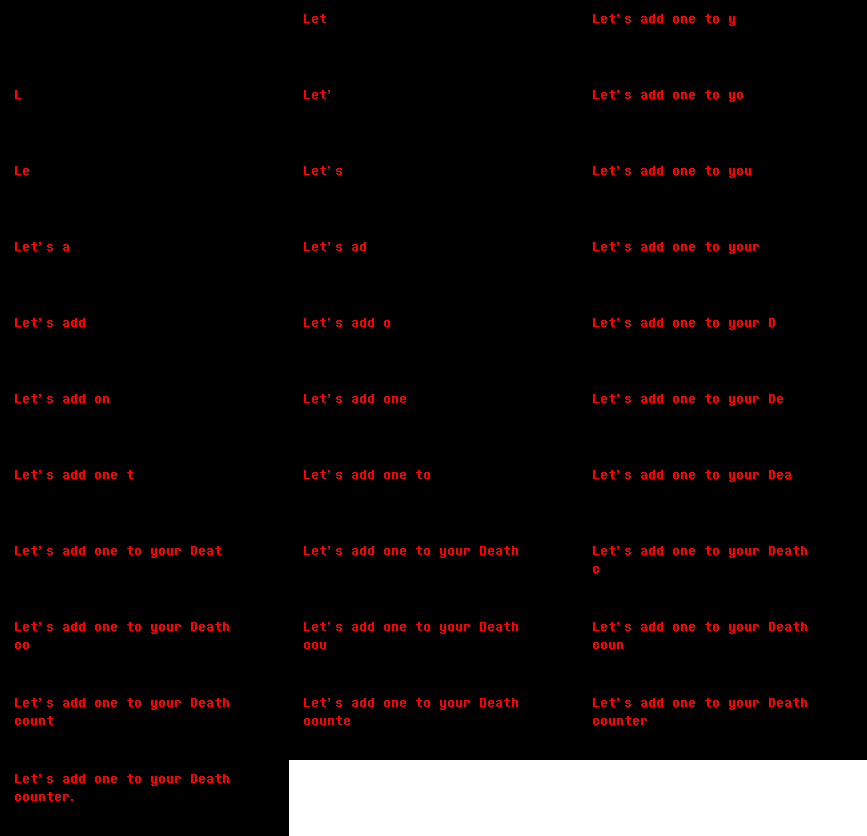 Let
Let's add one to y
L
Let'
Let's add one to yo
Le
Let's
Let's add one to you
Let's a
Let's ad
Let's add one to your
Let's add
Let's add o
Let's add one to your D
Let's add on
Let's add one
Let's add one to your De
Let's add one t
Let's add one to
Let's add one to your Dea
Let's add one to your Deat
Let's add one to your Death
Let's add one to your Death
c
Let's add one to your Death
co
Let's add one to your Death
cou
Let's add one to your Death
coun
Let's add one to your Death
count
Let's add one to your Death
counte
Let's add one to your Death
counter
Let's add one to your Death
counter.